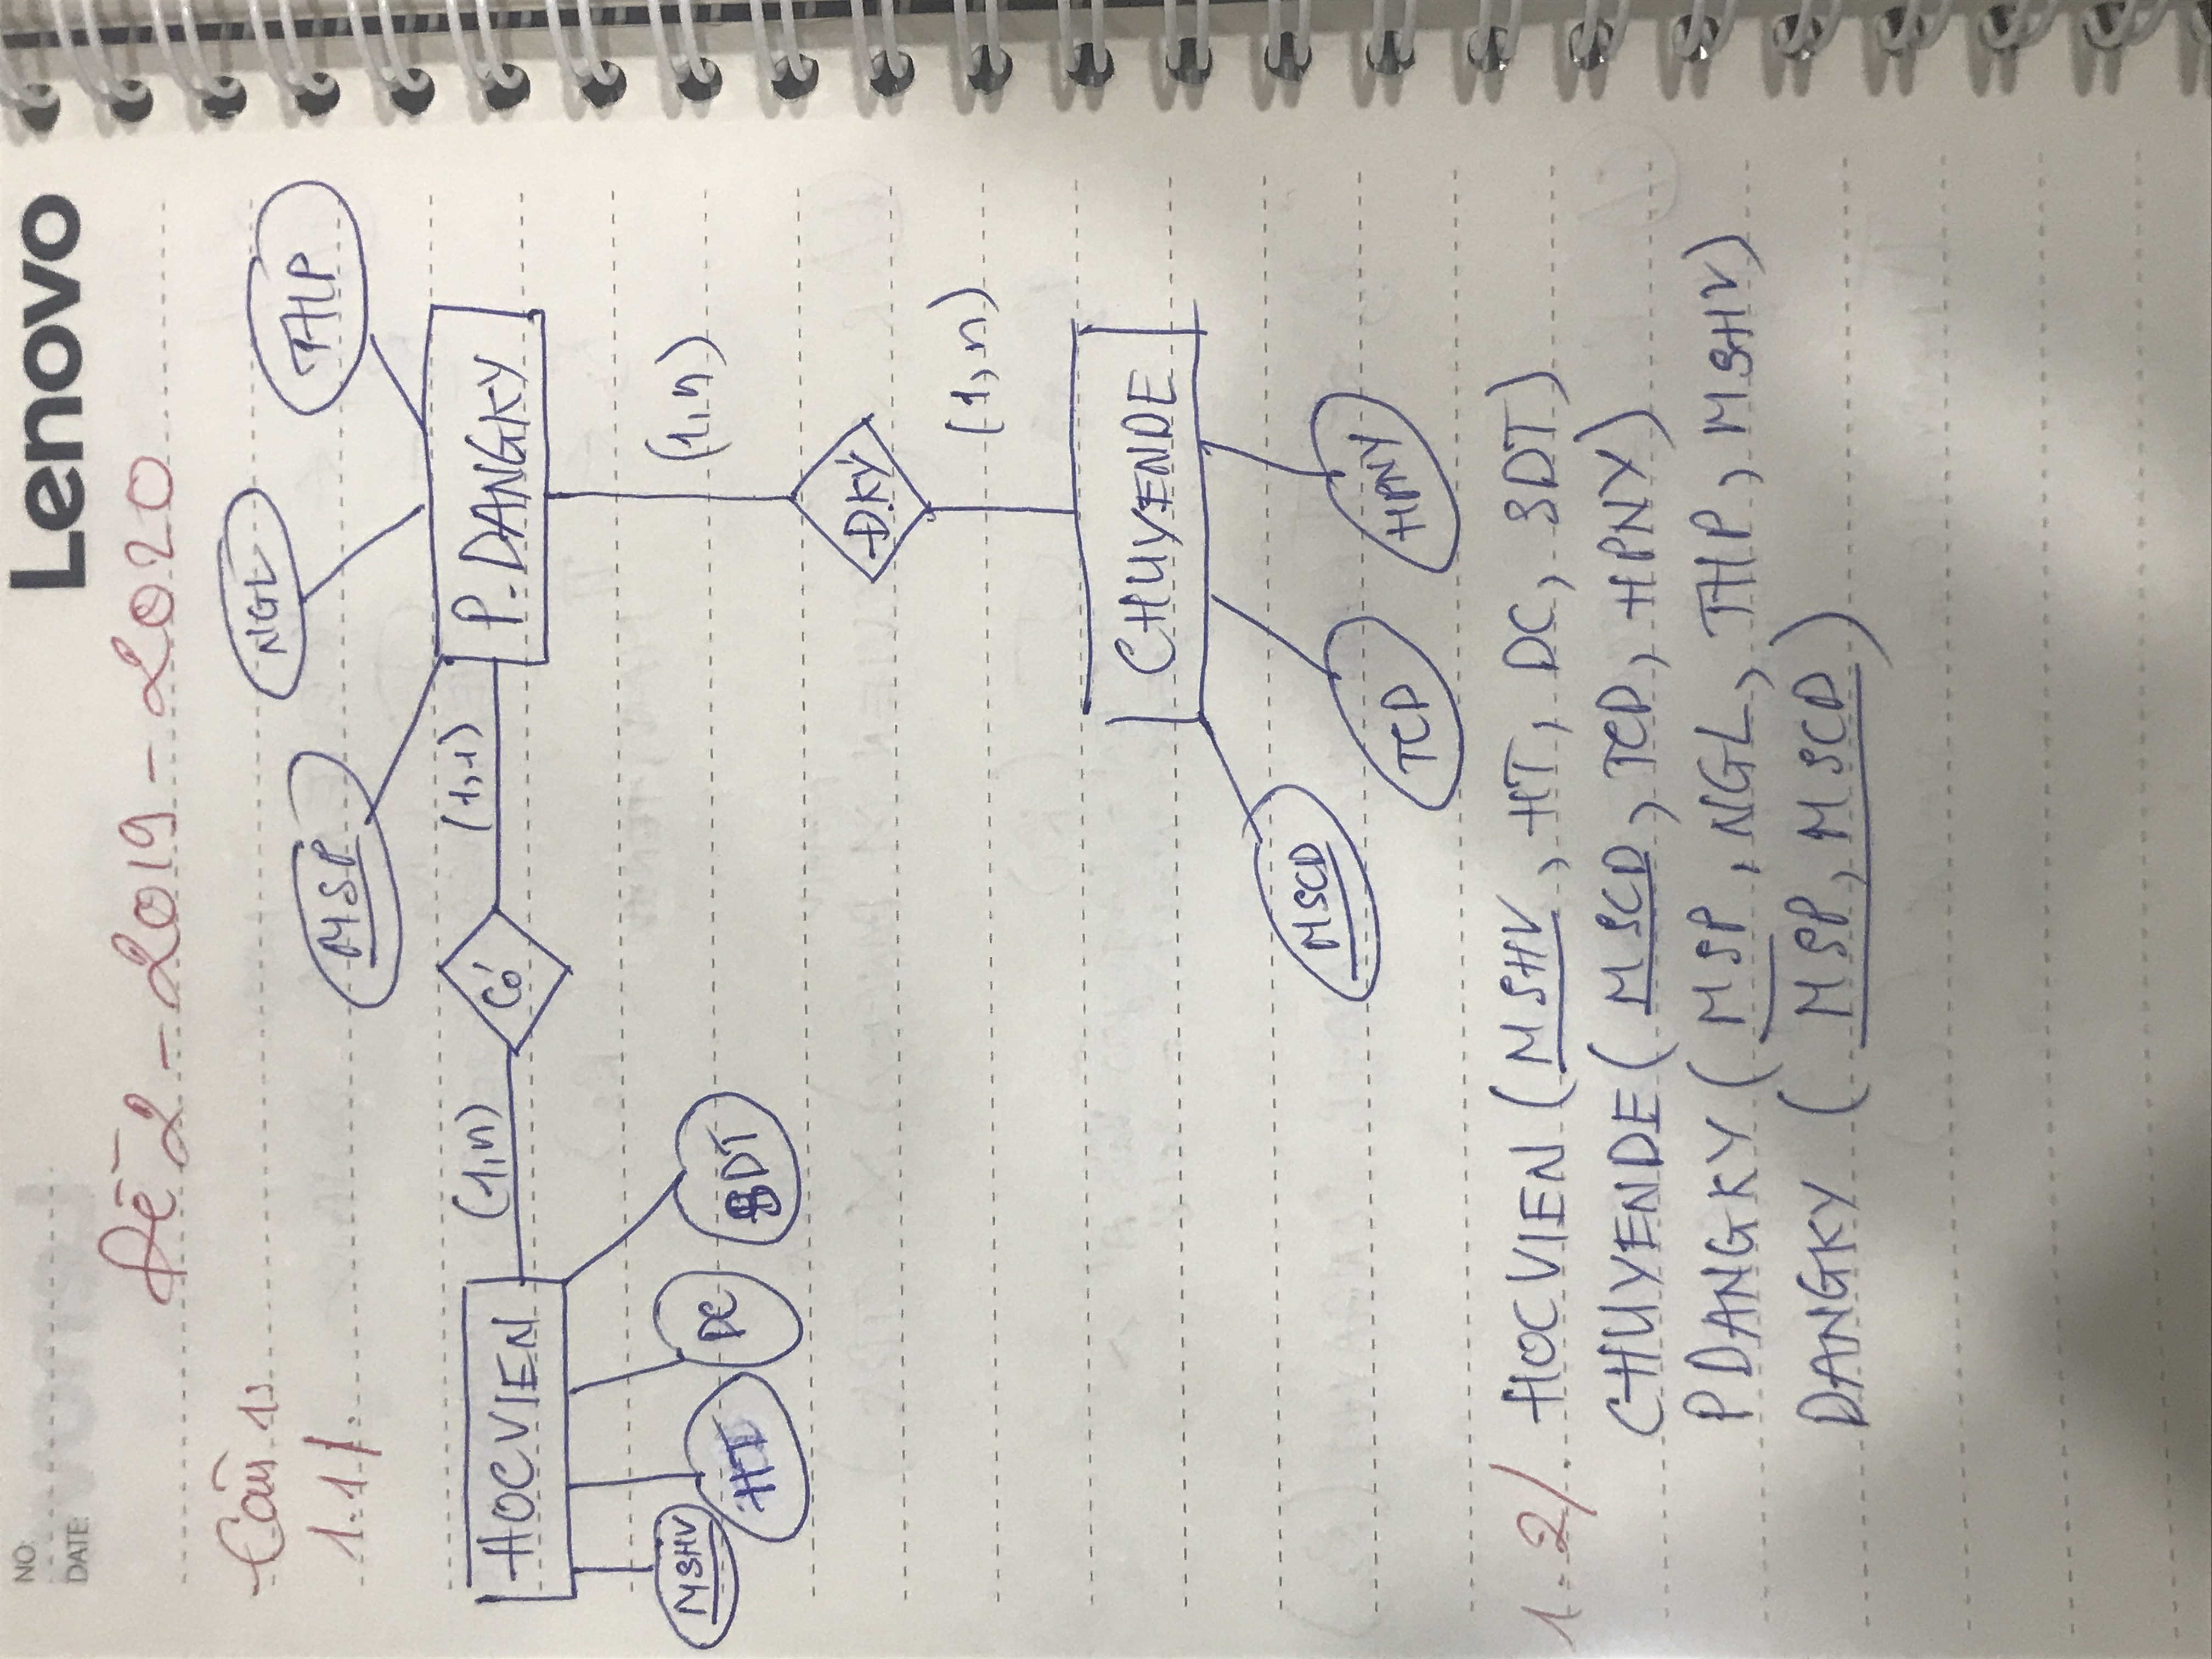 NO:
DATE:
Lenovo
Đề 2 - 2019 - 2020
Câu 1:
1.1/.
NGL
THP
MSP
HOCVIEN
(1,n)
Có
(1,1)
P.DANGKY
MSHV
HT
DC
SDT
(1,n)
D.KÝ
(1,n)
CHUYENDE
MSCD
TCD
HPNY
1.2/. HOCVIEN (MSHV, HT, DC, SDT)
CHUYENDE (MSCD, TCD, HPNY)
PDANGKY (MSP, NGL, THP, MSHV)
DANGKY (MSP, MSCD)